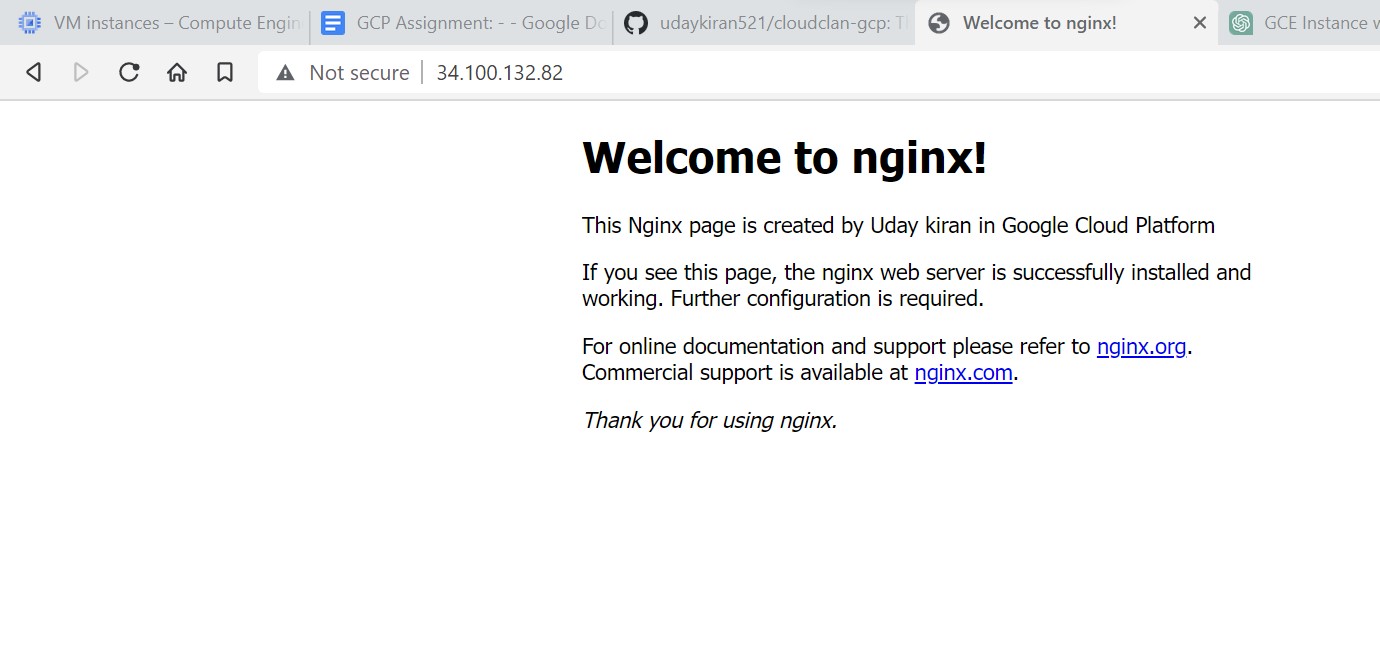 VM instances – Compute Engin
GCP Assignment: - - Google Do
udaykiran521/cloudclan-gcp: Th
Welcome to nginx!
GCE Instance w
Not secure
34.100.132.82
Welcome to nginx!
This Nginx page is created by Uday kiran in Google Cloud Platform
If you see this page, the nginx web server is successfully installed and
working. Further configuration is required.
For online documentation and support please refer to nginx.org.
Commercial support is available at nginx.com.
Thank you for using nginx.